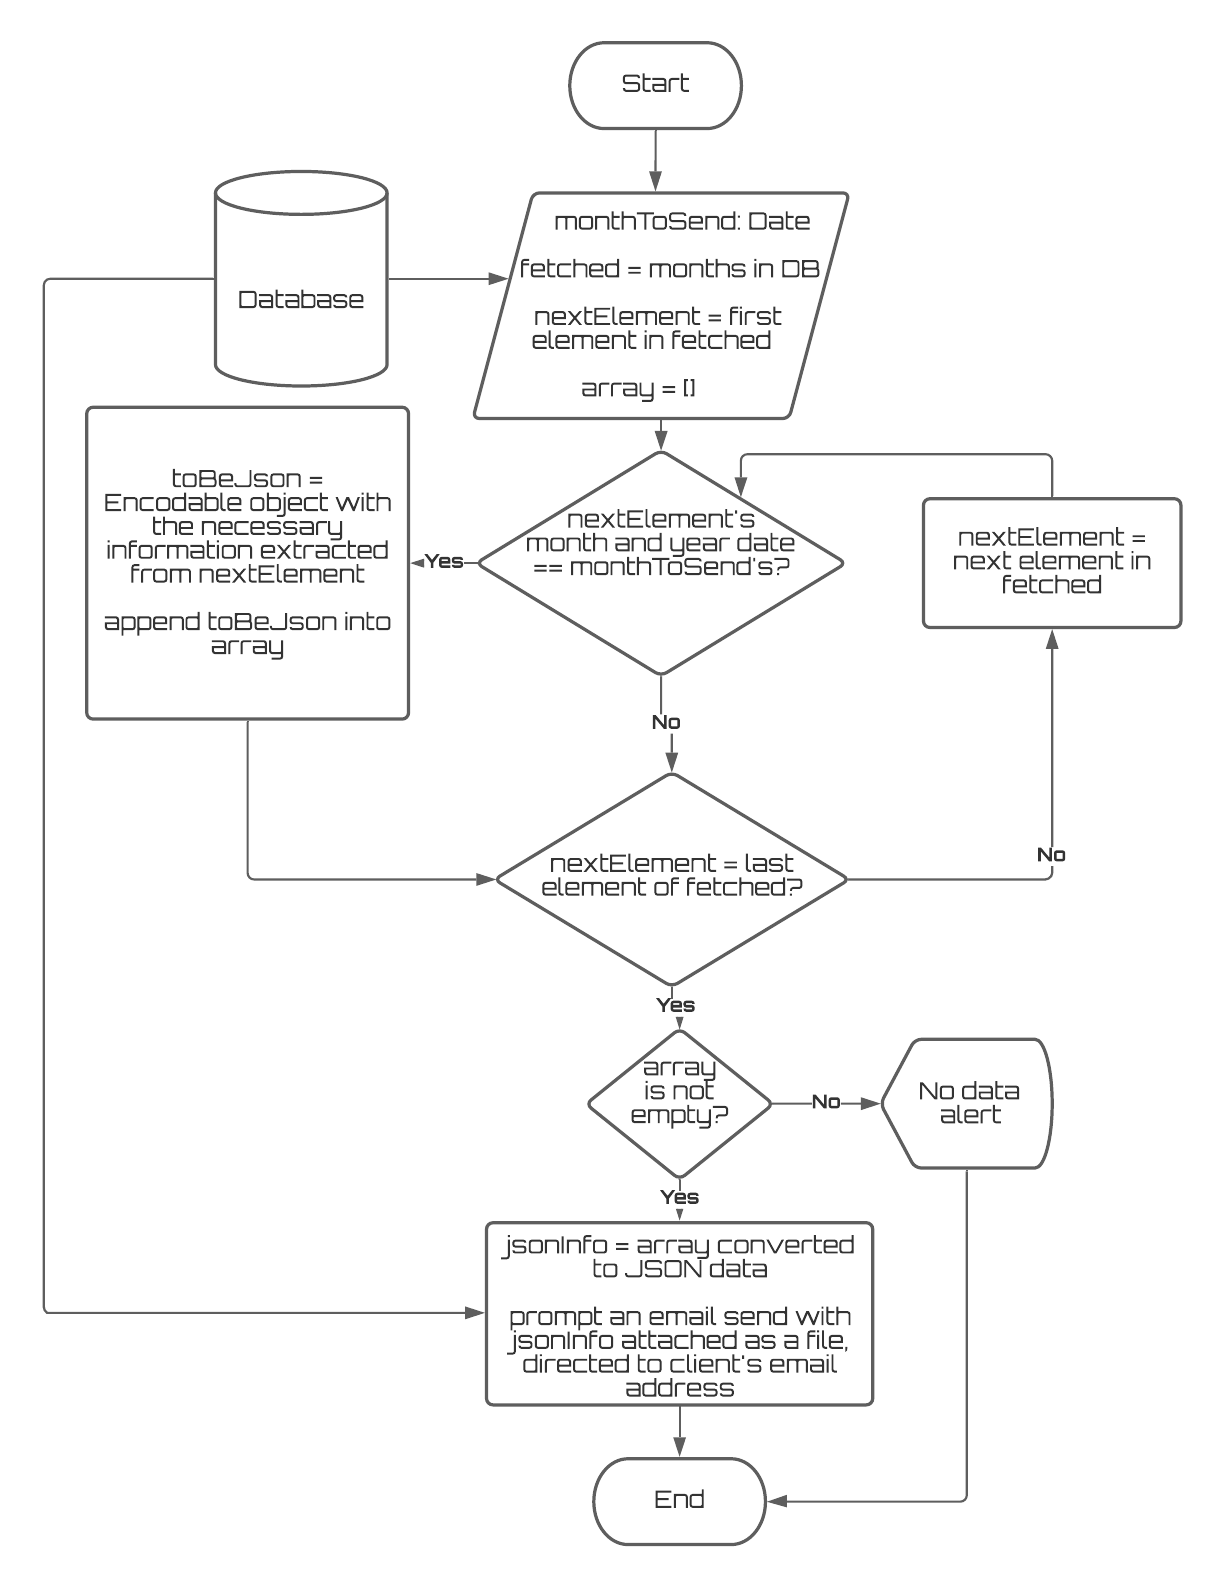 Start
monthToSend: Date
fetched = months in DB
nextElement = first
element in fetched
array = []
Database
toBeJson =
Encodable object with
the necessary
information extracted
from nextElement
append toBeJson into
array
Yes
nextElement's
month and year date
== monthToSend's?
nextElement =
next element in
fetched
No
nextElement = last
element of fetched?
No
Yes
array
is not
empty?
No
No data
alert
Yes
jsonInfo = array converted
to JSON data
prompt an email send with
jsonInfo attached as a file,
directed to client's email
address
End